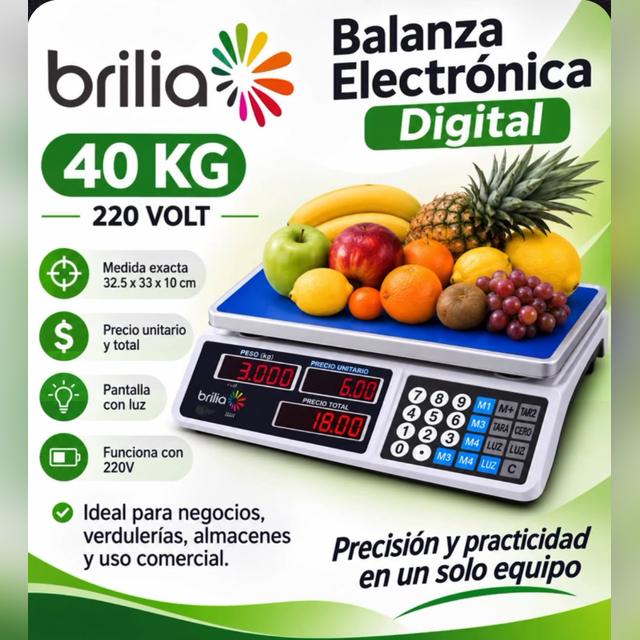 brilia
Balanza
Electrónica
Digital
40 KG
220 VOLT
Medida exacta
32.5 x 33 x 10 cm
Precio unitario
y total
Pantalla
con luz
Funciona con
220V
PESO (kg)
3.000
PRECIO UNITARIO
6.00
PRECIO TOTAL
18.00
brilia
7 8 9 M1 M+ TAR2
4 5 6 M3 TARA CERO
1 2 3 M4 LUZ LUZ
0 • M3 M4 LUZ C
Ideal para negocios,
verdulerías, almacenes
y uso comercial.
Precisión y practicidad
en un solo equipo